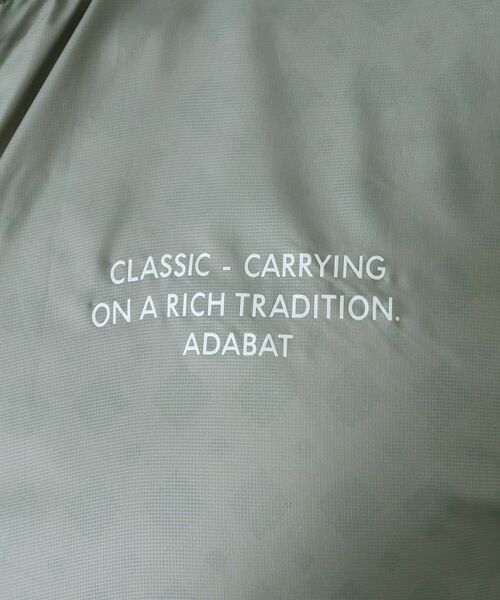 CLASSIC - CARRYING
ON A RICH TRADITION.
ADABAT